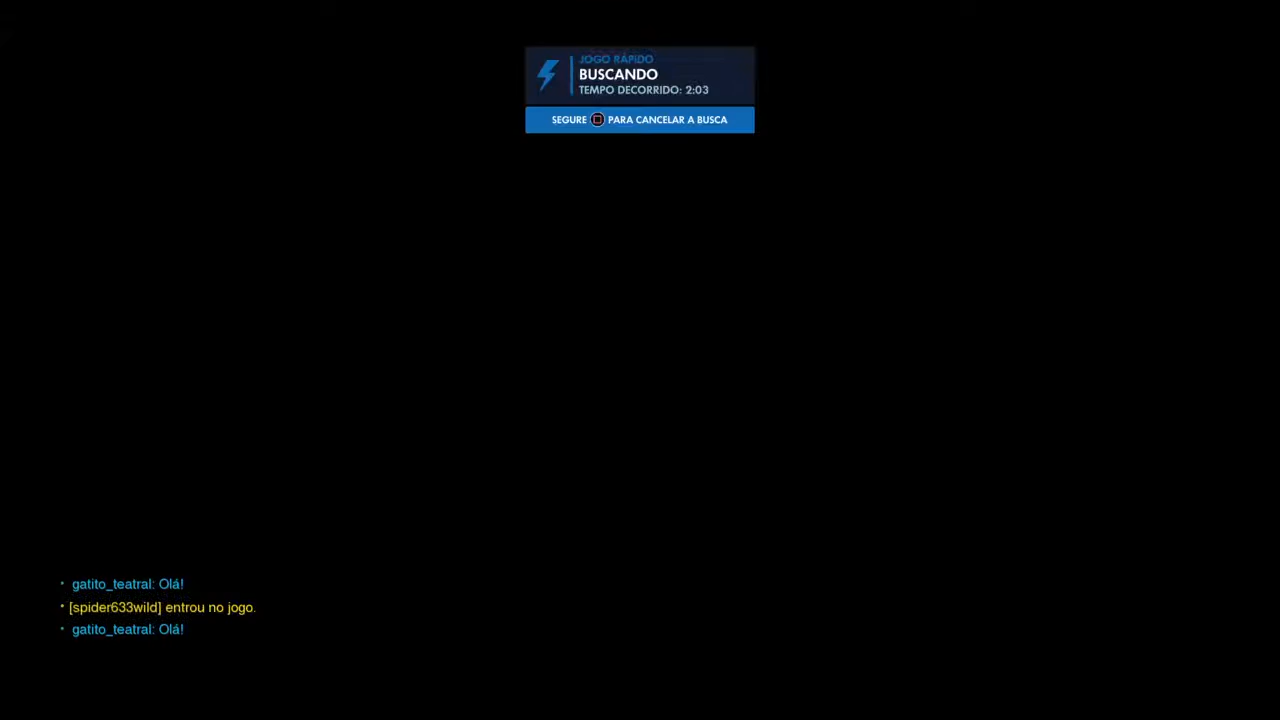 JOGO RÁPIDO
BUSCANDO
TEMPO DECORRIDO: 2:03
SEGURE PARA CANCELAR A BUSCA
gatito_teatral: Olá!
[spider633wild] entrou no jogo.
gatito_teatral: Olá!